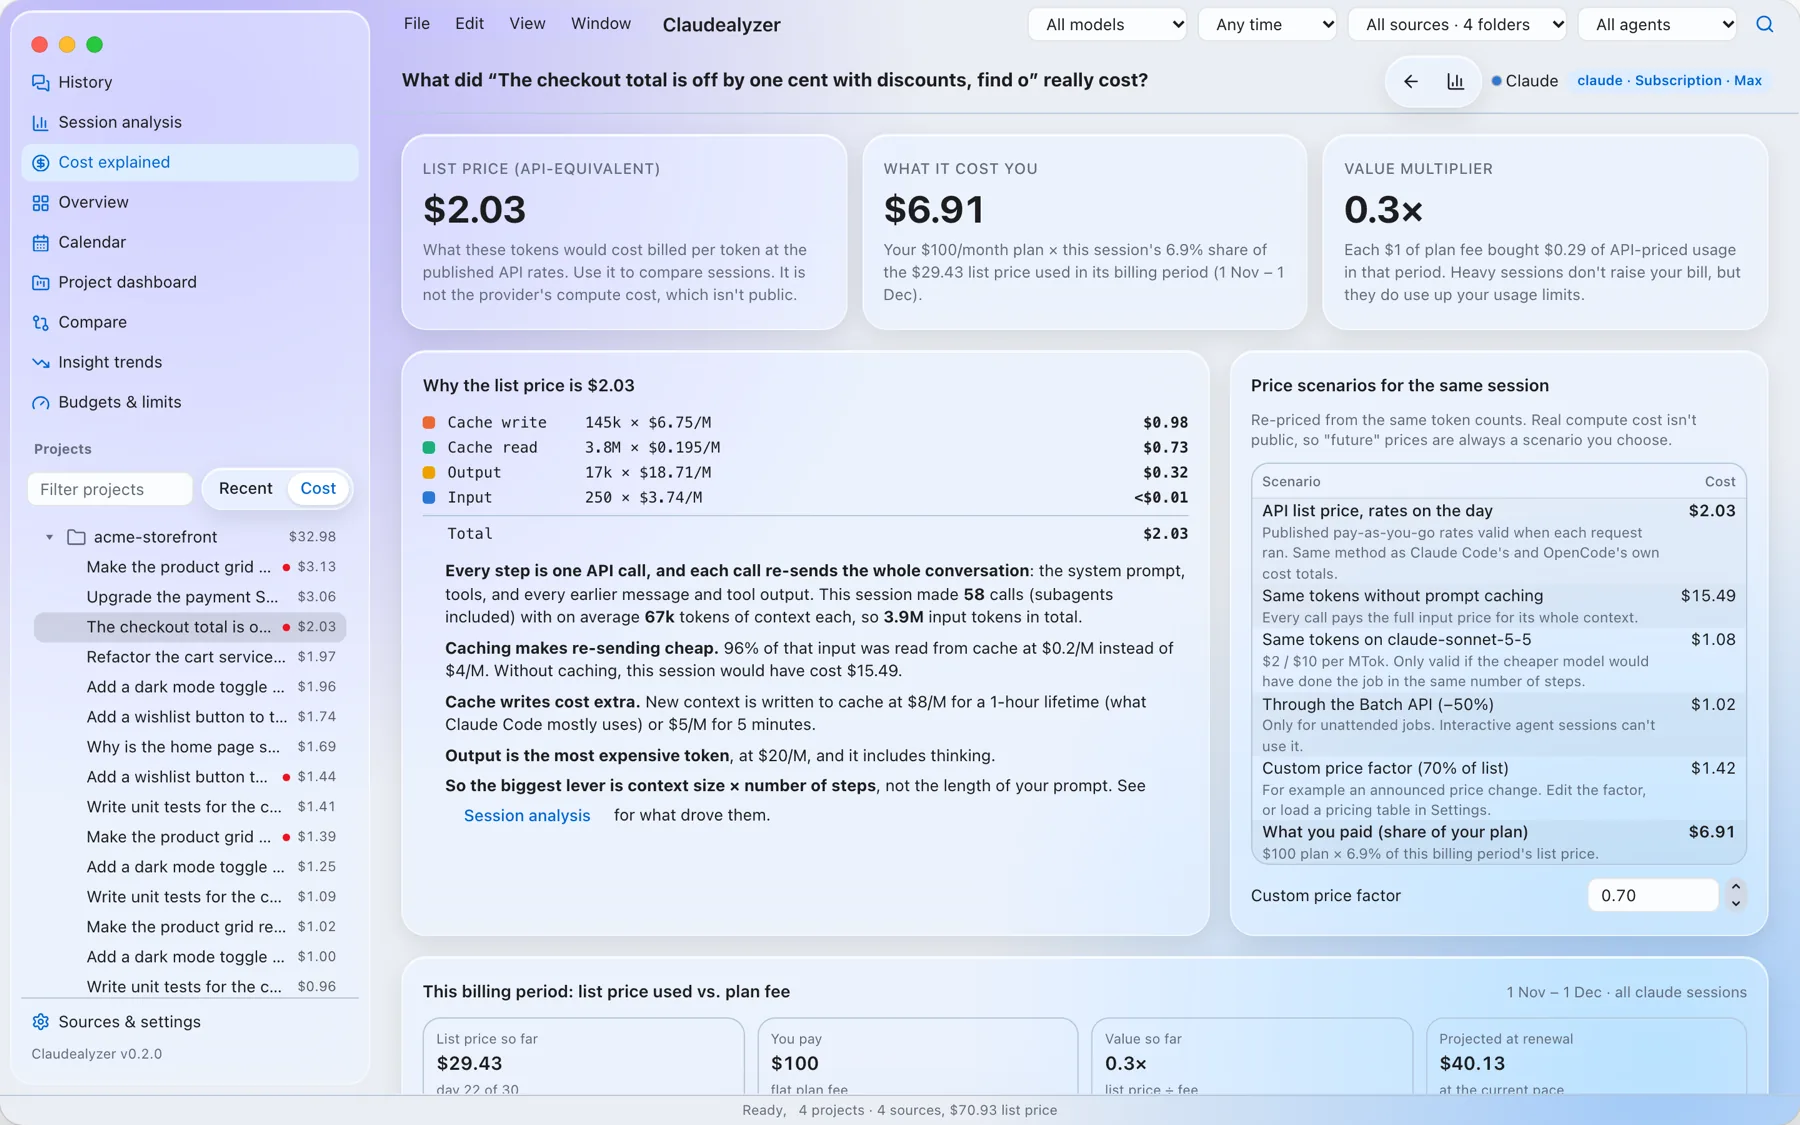 File Edit View Window Claudealyzer All models Any time All sources · 4 folders All agents
History
Session analysis
Cost explained
Overview
Calendar
Project dashboard
Compare
Insight trends
Budgets & limits
Projects
Filter projects Recent Cost
acme-storefront $32.98
Make the product grid ... $3.13
Upgrade the payment S... $3.06
The checkout total is o... $2.03
Refactor the cart service... $1.97
Add a dark mode toggle ... $1.96
Add a wishlist button to t... $1.74
Why is the home page s... $1.69
Add a wishlist button t... $1.44
Write unit tests for the c... $1.41
Make the product grid ... $1.39
Add a dark mode toggle ... $1.25
Write unit tests for the c... $1.09
Make the product grid re... $1.02
Add a dark mode toggle ... $1.00
Write unit tests for the c... $0.96
Sources & settings
Claudealyzer v0.2.0
What did “The checkout total is off by one cent with discounts, find o” really cost?
Claude claude · Subscription · Max
LIST PRICE (API-EQUIVALENT)
$2.03
What these tokens would cost billed per token at the
published API rates. Use it to compare sessions. It is
not the provider's compute cost, which isn't public.
WHAT IT COST YOU
$6.91
Your $100/month plan × this session's 6.9% share of
the $29.43 list price used in its billing period (1 Nov – 1
Dec).
VALUE MULTIPLIER
0.3×
Each $1 of plan fee bought $0.29 of API-priced usage
in that period. Heavy sessions don't raise your bill, but
they do use up your usage limits.
Why the list price is $2.03
Cache write 145k × $6.75/M $0.98
Cache read 3.8M × $0.195/M $0.73
Output 17k × $18.71/M $0.32
Input 250 × $3.74/M <$0.01
Total $2.03
Every step is one API call, and each call re-sends the whole conversation: the system prompt,
tools, and every earlier message and tool output. This session made 58 calls (subagents
included) with on average 67k tokens of context each, so 3.9M input tokens in total.
Caching makes re-sending cheap. 96% of that input was read from cache at $0.2/M instead of
$4/M. Without caching, this session would have cost $15.49.
Cache writes cost extra. New context is written to cache at $8/M for a 1-hour lifetime (what
Claude Code mostly uses) or $5/M for 5 minutes.
Output is the most expensive token, at $20/M, and it includes thinking.
So the biggest lever is context size × number of steps, not the length of your prompt. See
Session analysis for what drove them.
Price scenarios for the same session
Re-priced from the same token counts. Real compute cost isn't
public, so "future" prices are always a scenario you choose.
Scenario Cost
API list price, rates on the day $2.03
Published pay-as-you-go rates valid when each request
ran. Same method as Claude Code's and OpenCode's own
cost totals.
Same tokens without prompt caching $15.49
Every call pays the full input price for its whole context.
Same tokens on claude-sonnet-5-5 $1.08
$2 / $10 per MTok. Only valid if the cheaper model would
have done the job in the same number of steps.
Through the Batch API (−50%) $1.02
Only for unattended jobs. Interactive agent sessions can't
use it.
Custom price factor (70% of list) $1.42
For example an announced price change. Edit the factor,
or load a pricing table in Settings.
What you paid (share of your plan) $6.91
$100 plan × 6.9% of this billing period's list price.
Custom price factor 0.70
This billing period: list price used vs. plan fee 1 Nov – 1 Dec · all claude sessions
List price so far
$29.43
day 22 of 30
You pay
$100
flat plan fee
Value so far
0.3×
list price ÷ fee
Projected at renewal
$40.13
at the current pace
Ready, 4 projects · 4 sources, $70.93 list price